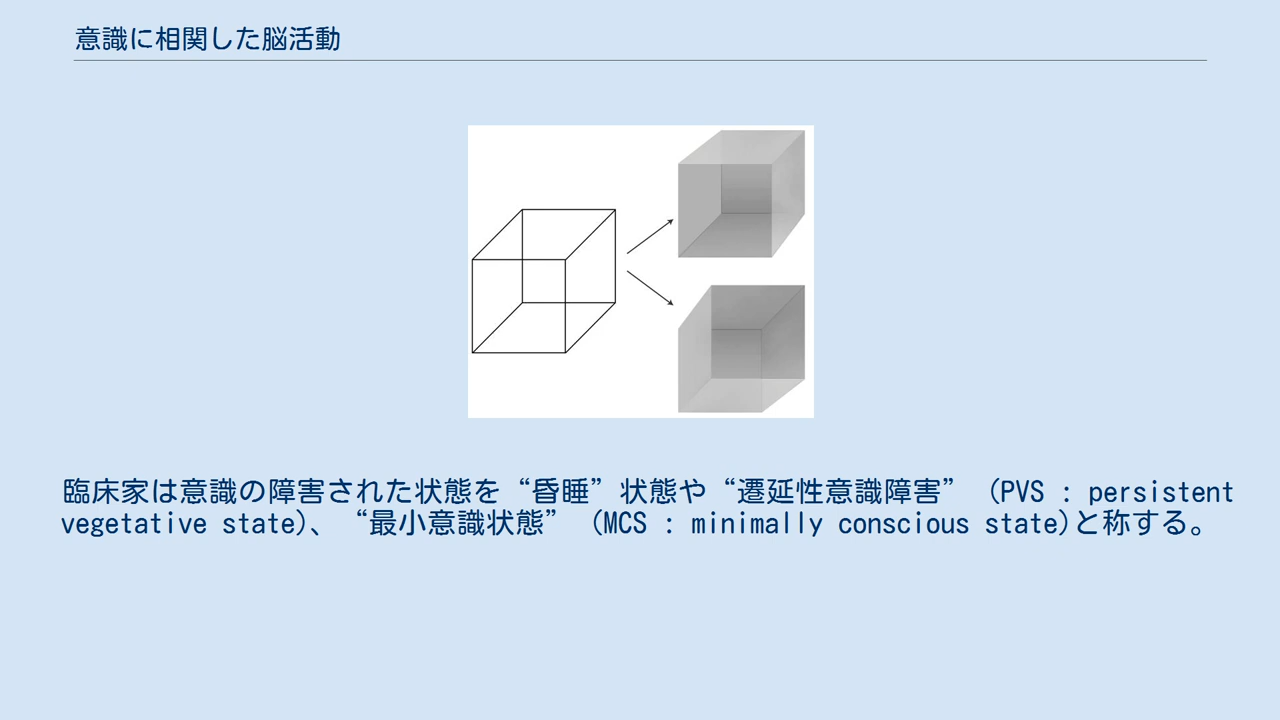 意識に相関した脳活動
臨床家は意識の障害された状態を“昏睡”状態や“遷延性意識障害”（PVS : persistent
vegetative state)、“最小意識状態”（MCS : minimally conscious state)と称する。